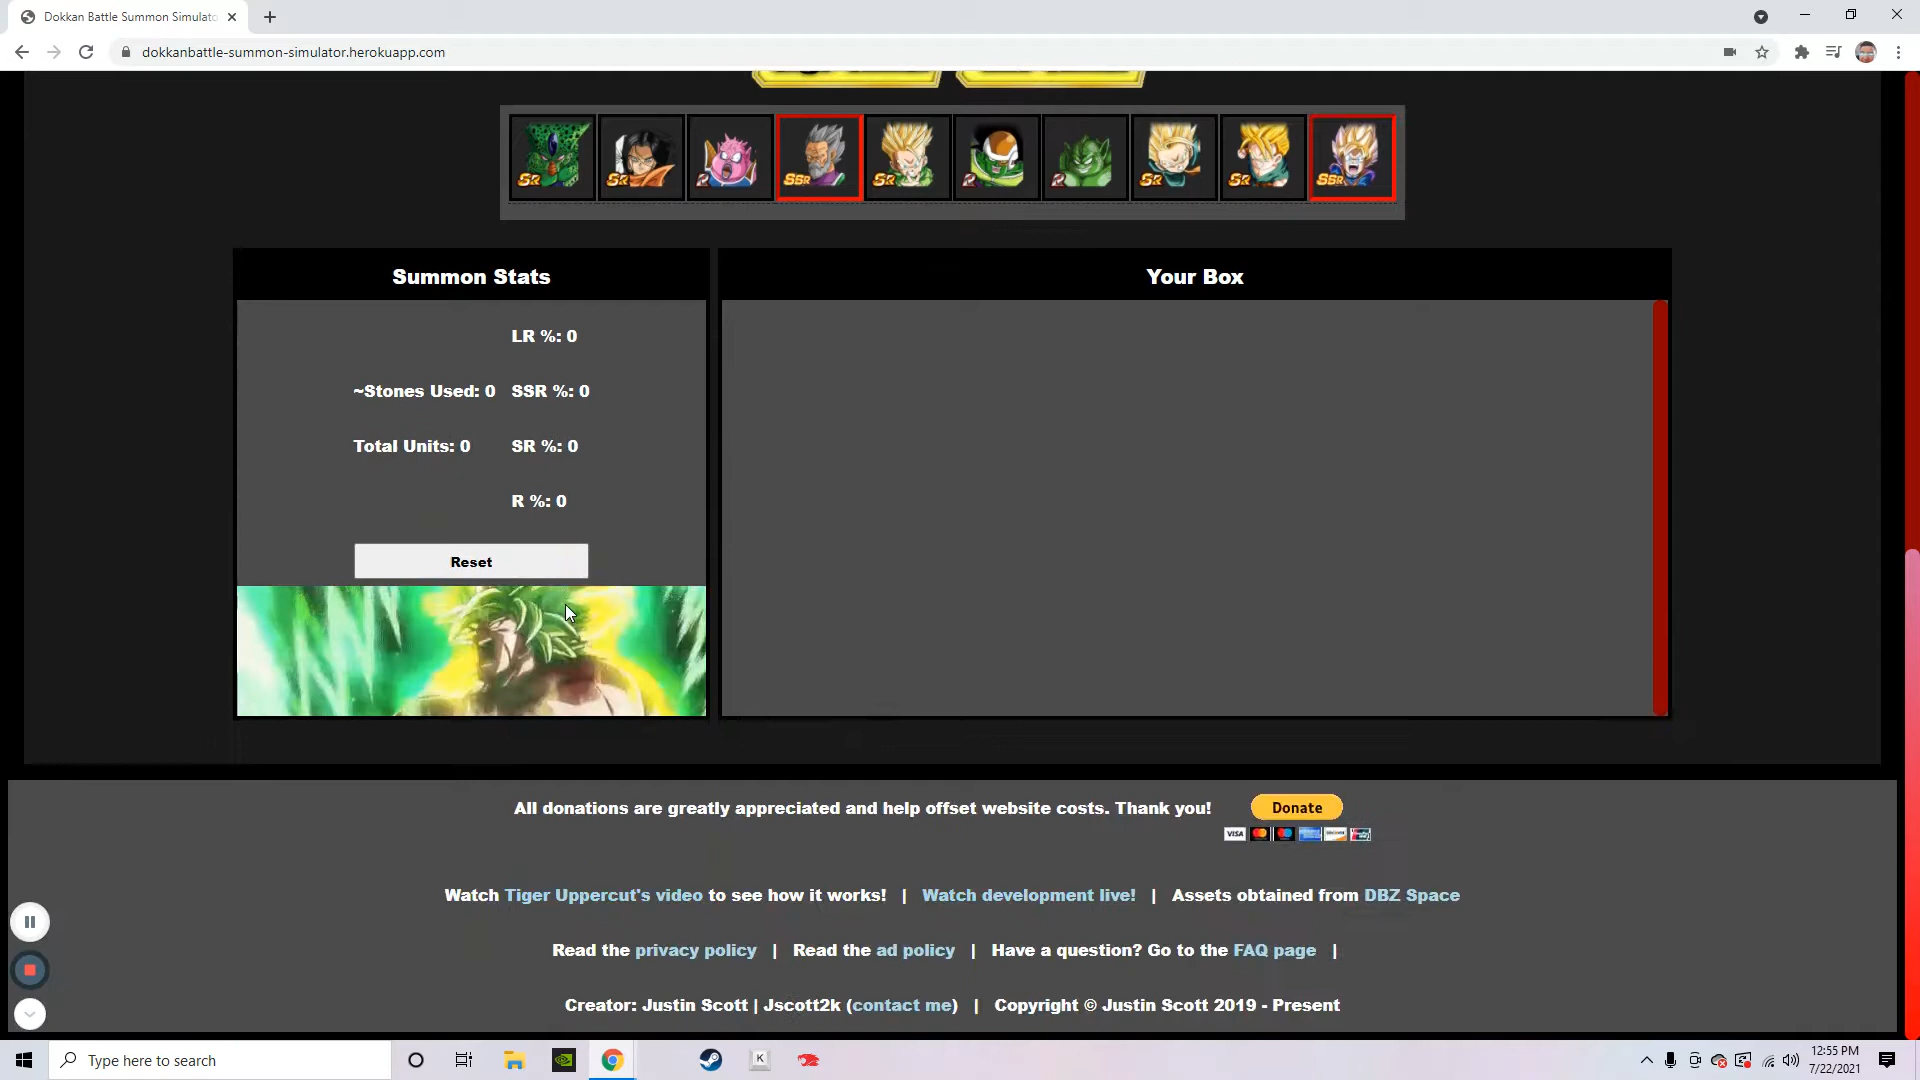 Dokkan Battle Summon Simulato
dokkanbattle-summon-simulator.herokuapp.com
SR SR R SSR SR R R SR SR SSR
Summon Stats
LR %: 0
~Stones Used: 0 SSR %: 0
Total Units: 0 SR %: 0
R %: 0
Reset
Your Box
All donations are greatly appreciated and help offset website costs. Thank you! Donate
VISA
Watch Tiger Uppercut's video to see how it works! | Watch development live! | Assets obtained from DBZ Space
Read the privacy policy | Read the ad policy | Have a question? Go to the FAQ page |
Creator: Justin Scott | Jscott2k (contact me) | Copyright © Justin Scott 2019 - Present
Type here to search
K
12:55 PM
7/22/2021